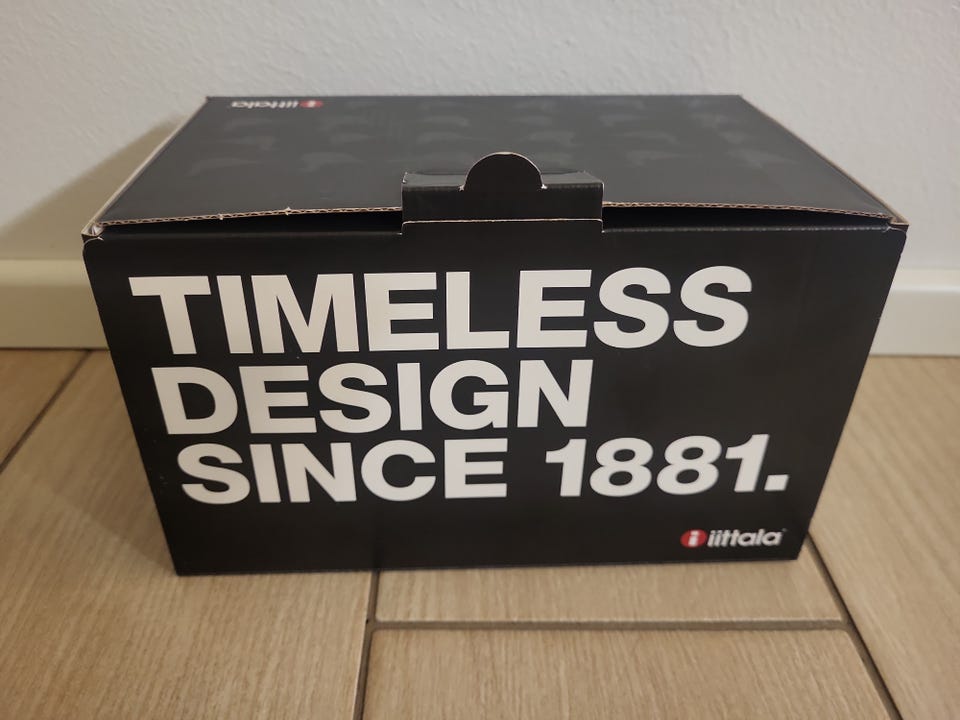 iittala
TIMELESS
DESIGN
SINCE 1881.
iittala